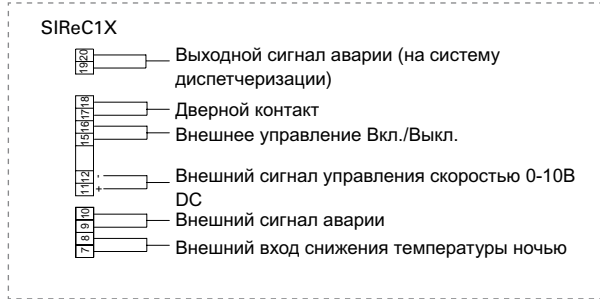 SIReC1X
19 20
Выходной сигнал аварии (на систему
диспетчеризации)
17 18
Дверной контакт
15 16
Внешнее управление Вкл./Выкл.
11 12
- +
Внешний сигнал управления скоростью 0-10В
DC
9 10
Внешний сигнал аварии
7 8
Внешний вход снижения температуры ночью